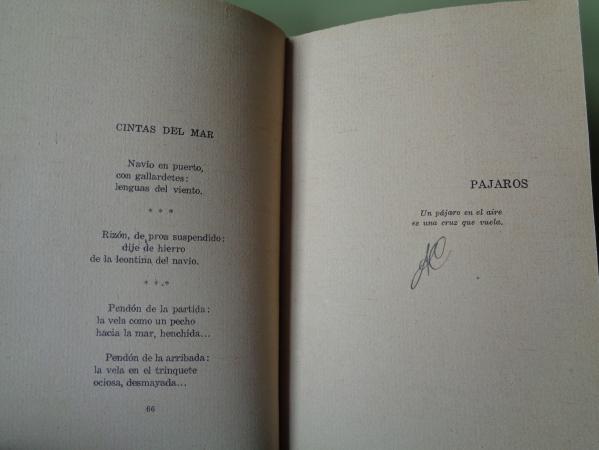 CINTAS DEL MAR
Navío en puerto,
con gallardetes:
lenguas del viento.
* * *
Rizón, de proa suspendido:
dije de hierro
de la leontina del navío.
* * *
Pendón de la partida:
la vela como un pecho
hacia la mar, henchida...
Pendón de la arribada:
la vela en el trinquete
ociosa, desmayada...
66
PAJAROS
Un pájaro en el aire
es una cruz que vuela.